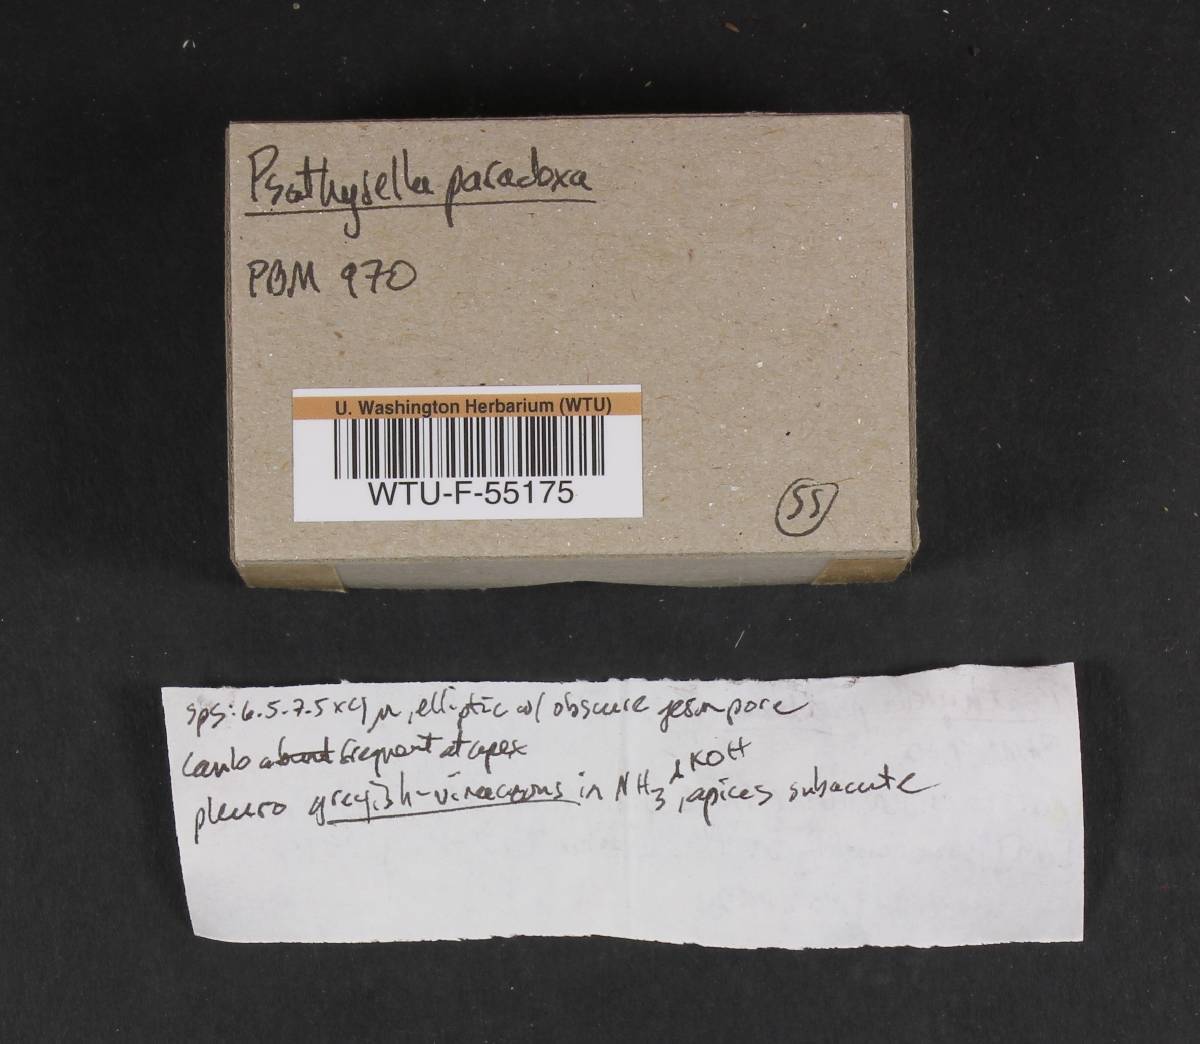 Psathyrella paradoxa
PBM 970
U. Washington Herbarium (WTU)
WTU-F-55175
55
sps: 6.5-7.5 x 4 µ, elliptic w/ obscure germ pore
caulo abund frequent at apex
pleuro greyish-vinaceous in NH3 & KOH, apices subacute